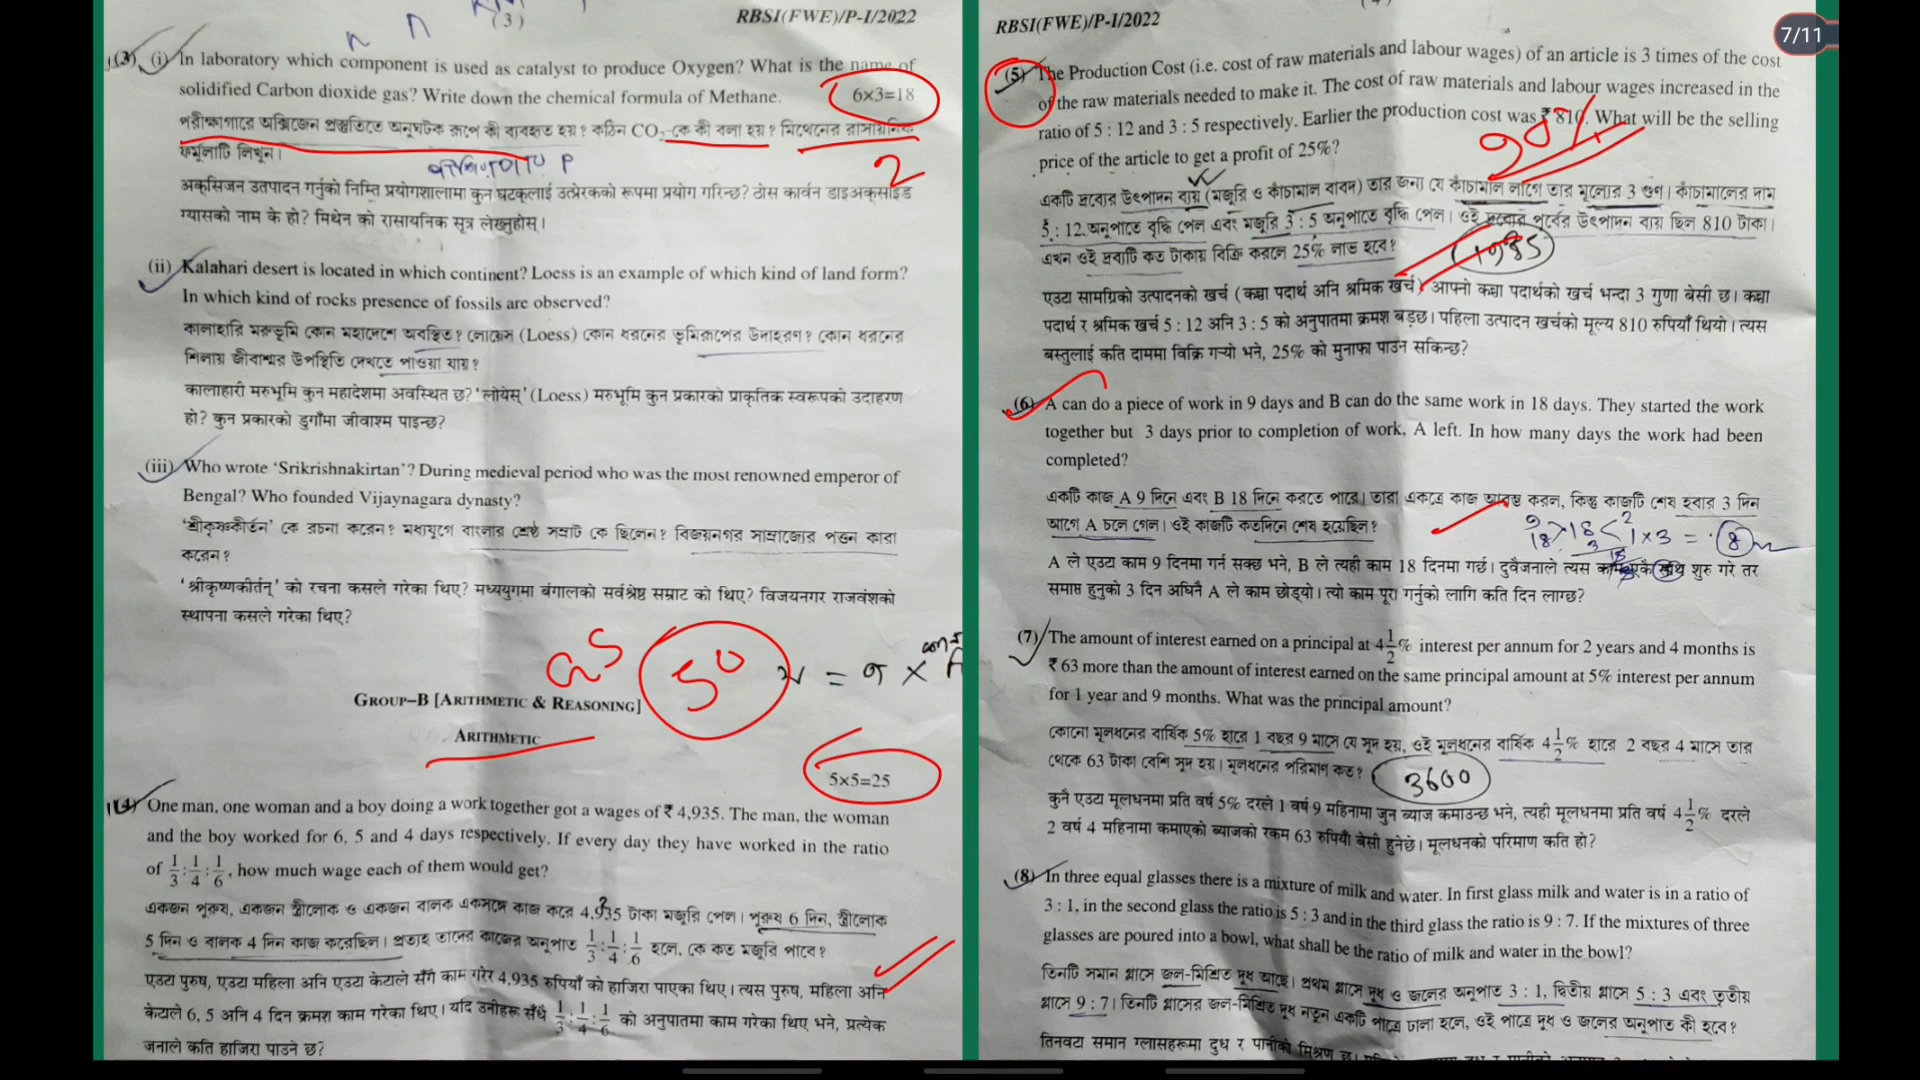 (3)
RBSI(FWE)/P-I/2022
(3) (i) In laboratory which component is used as catalyst to produce Oxygen? What is the name of
solidified Carbon dioxide gas? Write down the chemical formula of Methane.
6×3=18
পরীক্ষাগারে অক্সিজেন প্রস্তুতিতে অনুঘটক রূপে কী ব্যবহৃত হয়? কঠিন CO₂-কে কী বলা হয়? মিথেনের রাসায়নিক
ফর্মুলাটি লিখুন।
2
अक्सिजन उतपादन गर्नुको निम्ति प्रयोगशालामा कुन घटक्लाई उत्प्रेरकको रूपमा प्रयोग गरिन्छ? ठोस कार्वन डाइअक्साइड
ग्यासको नाम के हो? मिथेन को रासायनिक सूत्र लेख्नुहोस्।
(ii) Kalahari desert is located in which continent? Loess is an example of which kind of land form?
In which kind of rocks presence of fossils are observed?
কালাহারি মরুভূমি কোন মহাদেশে অবস্থিত? লোয়েস (Loess) কোন ধরনের ভূমিরূপের উদাহরণ? কোন ধরনের
শিলায় জীবাশ্মর উপস্থিতি দেখতে পাওয়া যায়?
कालाहारी मरुभूमि कुन महादेशमा अवस्थित छ? 'लोयेस्' (Loess) मरुभूमि कुन प्रकारको प्राकृतिक स्वरूपको उदाहरण
हो? कुन प्रकारको डुगाँमा जीवाश्म पाइन्छ?
(iii) Who wrote 'Srikrishnakirtan'? During medieval period who was the most renowned emperor of
Bengal? Who founded Vijaynagara dynasty?
'শ্রীকৃষ্ণকীর্তন' কে রচনা করেন? মধ্যযুগে বাংলার শ্রেষ্ঠ সম্রাট কে ছিলেন? বিজয়নগর সাম্রাজ্যের পত্তন কারা
করেন?
'श्रीकृष्णकीर्तन्' को रचना कसले गरेका थिए? मध्ययुगमा बंगालको सर्वश्रेष्ठ सम्राट को थिए? विजयनगर राजवंशको
स्थापना कसले गरेका थिए?
50
GROUP–B [ARITHMETIC & REASONING]
ARITHMETIC
5×5=25
(4) One man, one woman and a boy doing a work together got a wages of ₹ 4,935. The man, the woman
and the boy worked for 6, 5 and 4 days respectively. If every day they have worked in the ratio
of 1/3 : 1/4 : 1/6, how much wage each of them would get?
একজন পুরুষ, একজন স্ত্রীলোক ও একজন বালক একসঙ্গে কাজ করে 4,935 টাকা মজুরি পেল। পুরুষ 6 দিন, স্ত্রীলোক
5 দিন ও বালক 4 দিন কাজ করেছিল। প্রত্যহ তাদের কাজের অনুপাত 1/3 : 1/4 : 1/6 হলে, কে কত মজুরি পাবে?
एउटा पुरुष, एउटा महिला अनि एउटा केटाले सँगै काम गरेर 4,935 रुपियाँ को हाजिरा पाएका थिए। त्यस पुरुष, महिला अनि
केटाले 6, 5 अनि 4 दिन क्रमश काम गरेका थिए। यदि उनीहरू सँधै 1/3 : 1/4 : 1/6 को अनुपातमा काम गरेका थिए भने, प्रत्येक
जनाले कति हाजिरा पाउने छ?
RBSI(FWE)/P-I/2022
7/11
(5) The Production Cost (i.e. cost of raw materials and labour wages) of an article is 3 times of the cost
of the raw materials needed to make it. The cost of raw materials and labour wages increased in the
ratio of 5 : 12 and 3 : 5 respectively. Earlier the production cost was ₹ 810. What will be the selling
price of the article to get a profit of 25%?
একটি দ্রব্যের উৎপাদন ব্যয় (মজুরি ও কাঁচামাল বাবদ) তার জন্য যে কাঁচামাল লাগে তার মূল্যের 3 গুণ। কাঁচামালের দাম
5 : 12 অনুপাতে বৃদ্ধি পেল এবং মজুরি 3 : 5 অনুপাতে বৃদ্ধি পেল। ওই দ্রব্যের পূর্বের উৎপাদন ব্যয় ছিল 810 টাকা।
এখন ওই দ্রব্যটি কত টাকায় বিক্রি করলে 25% লাভ হবে?
एउटा सामग्रिको उत्पादनको खर्च (कच्चा पदार्थ अनि श्रमिक खर्च) आफ्नो कच्चा पदार्थको खर्च भन्दा 3 गुणा बेसी छ। कच्चा
पदार्थ र श्रमिक खर्च 5 : 12 अनि 3 : 5 को अनुपातमा क्रमश बड्छ। पहिला उत्पादन खर्चको मूल्य 810 रुपियाँ थियो। त्यस
बस्तुलाई कति दाममा विक्रि गर्‍यो भने, 25% को मुनाफा पाउन सकिन्छ?
(6) A can do a piece of work in 9 days and B can do the same work in 18 days. They started the work
together but 3 days prior to completion of work, A left. In how many days the work had been
completed?
একটি কাজ A 9 দিনে এবং B 18 দিনে করতে পারে। তারা একত্রে কাজ আরম্ভ করল, কিন্তু কাজটি শেষ হবার 3 দিন
আগে A চলে গেল। ওই কাজটি কতদিনে শেষ হয়েছিল?
A ले एउटा काम 9 दिनमा गर्न सक्छ भने, B ले त्यही काम 18 दिनमा गर्छ। दुवैजनाले त्यस काम एकै साथ शुरु गरे तर
समाप्त हुनुको 3 दिन अघिनै A ले काम छोड्यो। त्यो काम पूरा गर्नुको लागि कति दिन लाग्छ?
(7) The amount of interest earned on a principal at 4 1/2% interest per annum for 2 years and 4 months is
₹ 63 more than the amount of interest earned on the same principal amount at 5% interest per annum
for 1 year and 9 months. What was the principal amount?
কোনো মূলধনের বার্ষিক 5% হারে 1 বছর 9 মাসে যে সুদ হয়, ওই মূলধনের বার্ষিক 4 1/2% হারে 2 বছর 4 মাসে তার
থেকে 63 টাকা বেশি সুদ হয়। মূলধনের পরিমাণ কত?
3600
कुनै एउटा मूलधनमा प्रति वर्ष 5% दरले 1 वर्ष 9 महिनामा जुन ब्याज कमाउन्छ भने, त्यही मूलधनमा प्रति वर्ष 4 1/2% दरले
2 वर्ष 4 महिनामा कमाएको ब्याजको रकम 63 रुपियाँ बेसी हुनेछे। मूलधनको परिमाण कति हो?
(8) In three equal glasses there is a mixture of milk and water. In first glass milk and water is in a ratio of
3 : 1, in the second glass the ratio is 5 : 3 and in the third glass the ratio is 9 : 7. If the mixtures of three
glasses are poured into a bowl, what shall be the ratio of milk and water in the bowl?
তিনটি সমান গ্লাসে জল-মিশ্রিত দুধ আছে। প্রথম গ্লাসে দুধ ও জলের অনুপাত 3 : 1, দ্বিতীয় গ্লাসে 5 : 3 এবং তৃতীয়
গ্লাসে 9 : 7। তিনটি গ্লাসের জল-মিশ্রিত দুধ নতুন একটি পাত্রে ঢালা হলে, ওই পাত্রে দুধ ও জলের অনুপাত কী হবে?
तिनवटा समान ग्लासहरूमा दुध र पानीको मिश्रण छ।